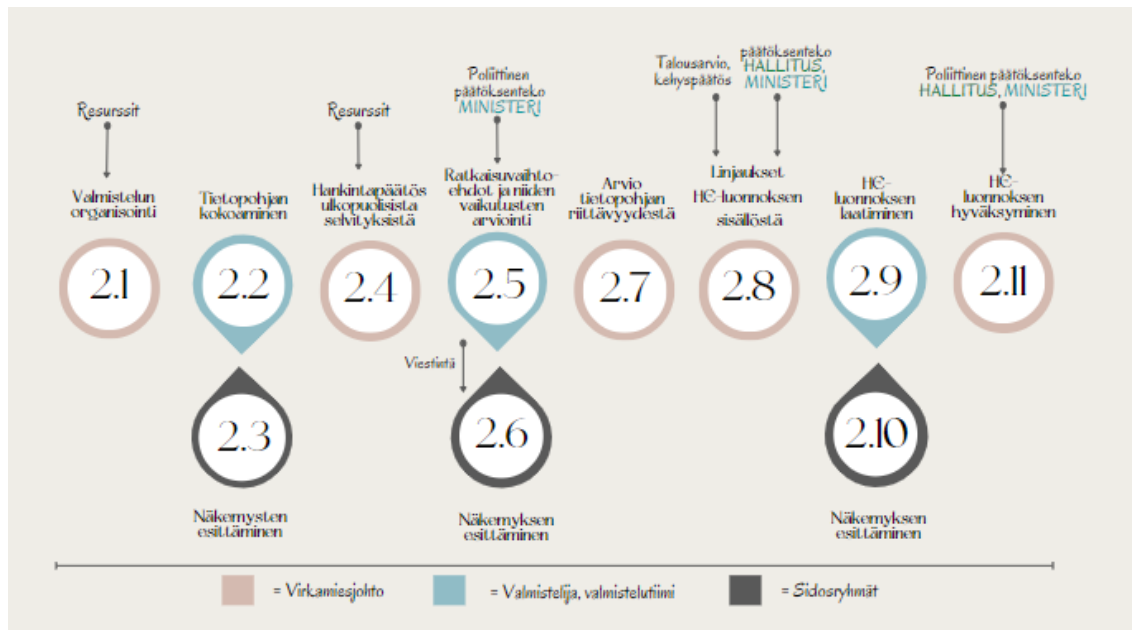 Resurssit
Valmistelun
organisointi
2.1
Tietopohjan
kokoaminen
2.2
2.3
Näkemysten
esittäminen
Resurssit
Hankintapäätös
ulkopuolisista
selvityksistä
2.4
Poliittinen
päätöksenteko
MINISTERI
Ratkaisuvaihto-
ehdot ja niiden
vaikutusten
arviointi
2.5
Viestintä
2.6
Näkemyksen
esittäminen
Arvio
tietopohjan
riittävyydestä
2.7
Talousarvio,
kehyspäätös
päätöksenteko
HALLITUS,
MINISTERI
Linjaukset
HE-luonnoksen
sisällöstä
2.8
HE-
luonnoksen
laatiminen
2.9
2.10
Näkemyksen
esittäminen
Poliittinen päätöksenteko
HALLITUS, MINISTERI
HE-
luonnoksen
hyväksyminen
2.11
= Virkamiesjohto
= Valmistelija, valmistelutiimi
= Sidosryhmät